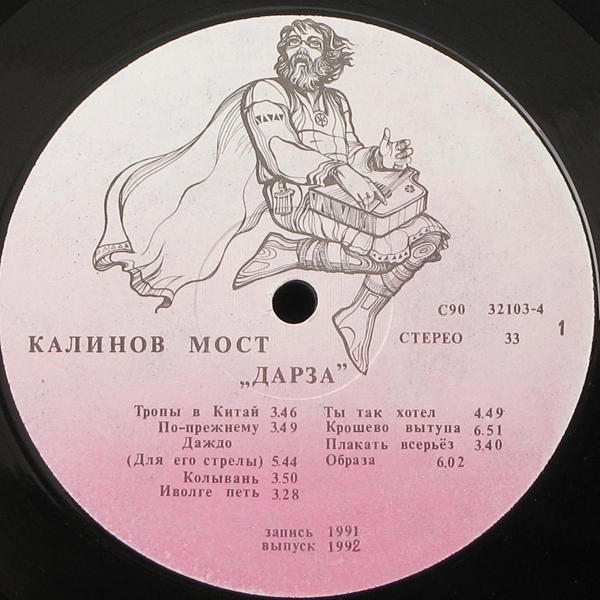 С90 32103-4
СТЕРЕО 33
1
КАЛИНОВ МОСТ
„ДАРЗА”
Тропы в Китай 3.46
По-прежнему 3.49
Даждо
(Для его стрелы) 5.44
Колывань 3.50
Иволге петь 3.28
Ты так хотел 4.49
Крошево вытупа 6.51
Плакать всерьёз 3.40
Образа 6.02
запись 1991
выпуск 1992